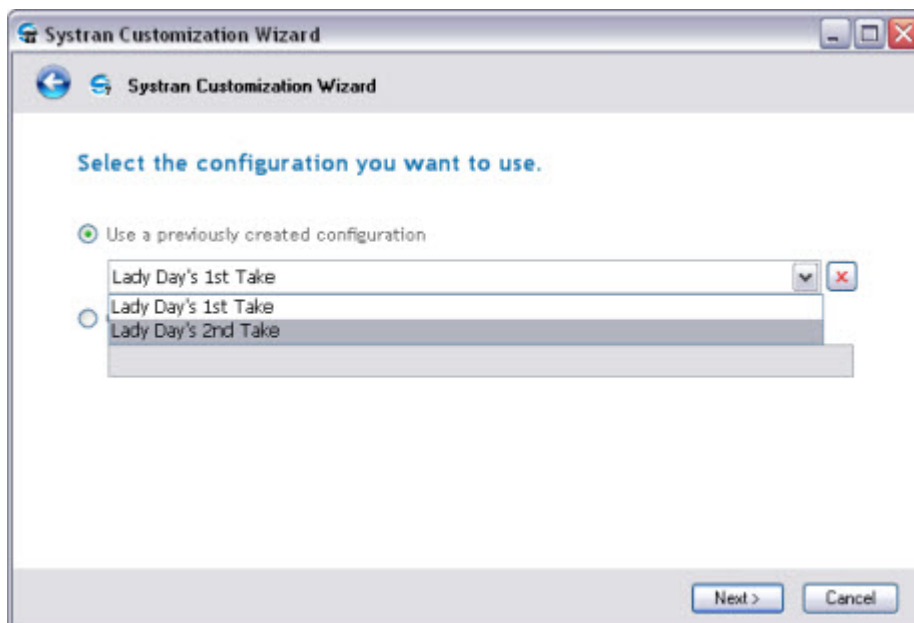 Systran Customization Wizard
Systran Customization Wizard
Select the configuration you want to use.
Use a previously created configuration
Lady Day's 1st Take
Lady Day's 1st Take
Lady Day's 2nd Take
Next >
Cancel